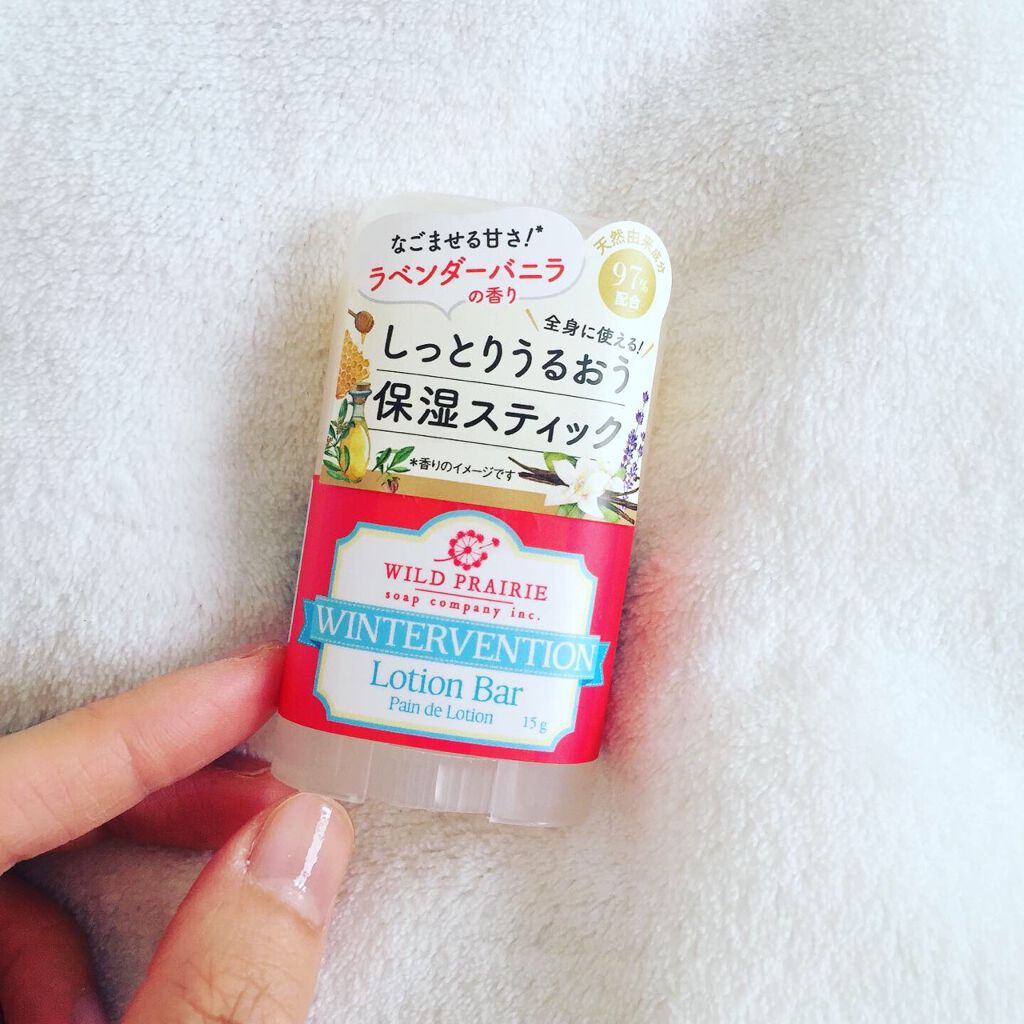 なごませる甘さ!*
ラベンダーバニラ
の香り
天然由来成分
97%
配合
全身に使える!
しっとりうるおう
保湿スティック
*香りのイメージです
WILD PRAIRIE
soap company inc.
WINTERVENTION
Lotion Bar
Pain de Lotion
15g